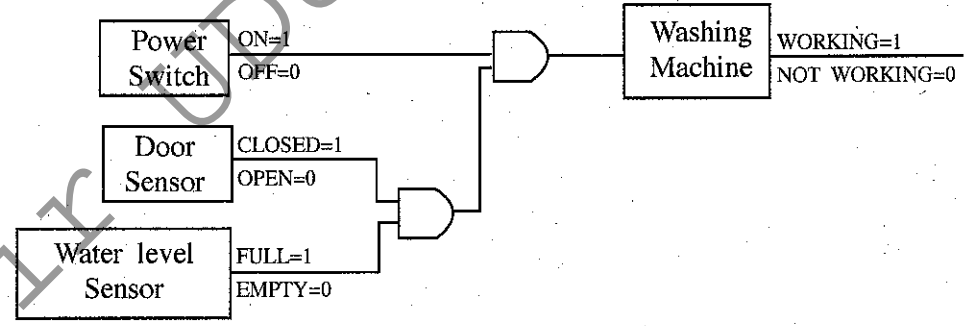 Power
Switch
ON=1
OFF=0
Washing
Machine
WORKING=1
NOT WORKING=0
Door
Sensor
CLOSED=1
OPEN=0
Water level
Sensor
FULL=1
EMPTY=0